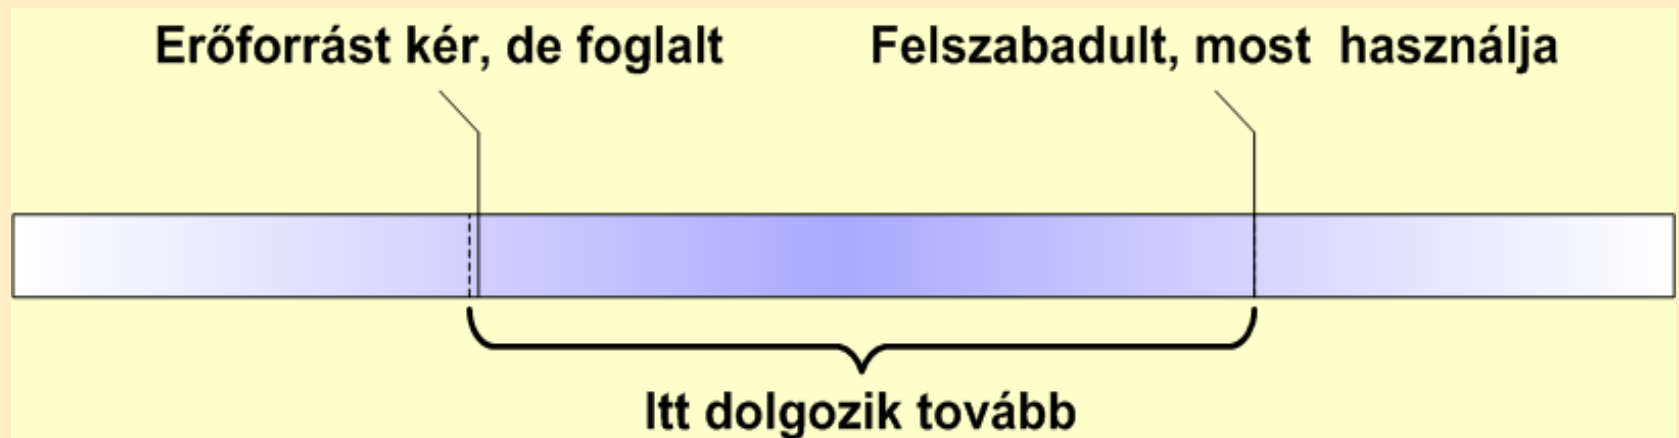 Erőforrást kér, de foglalt
Felszabadult, most használja
Itt dolgozik tovább